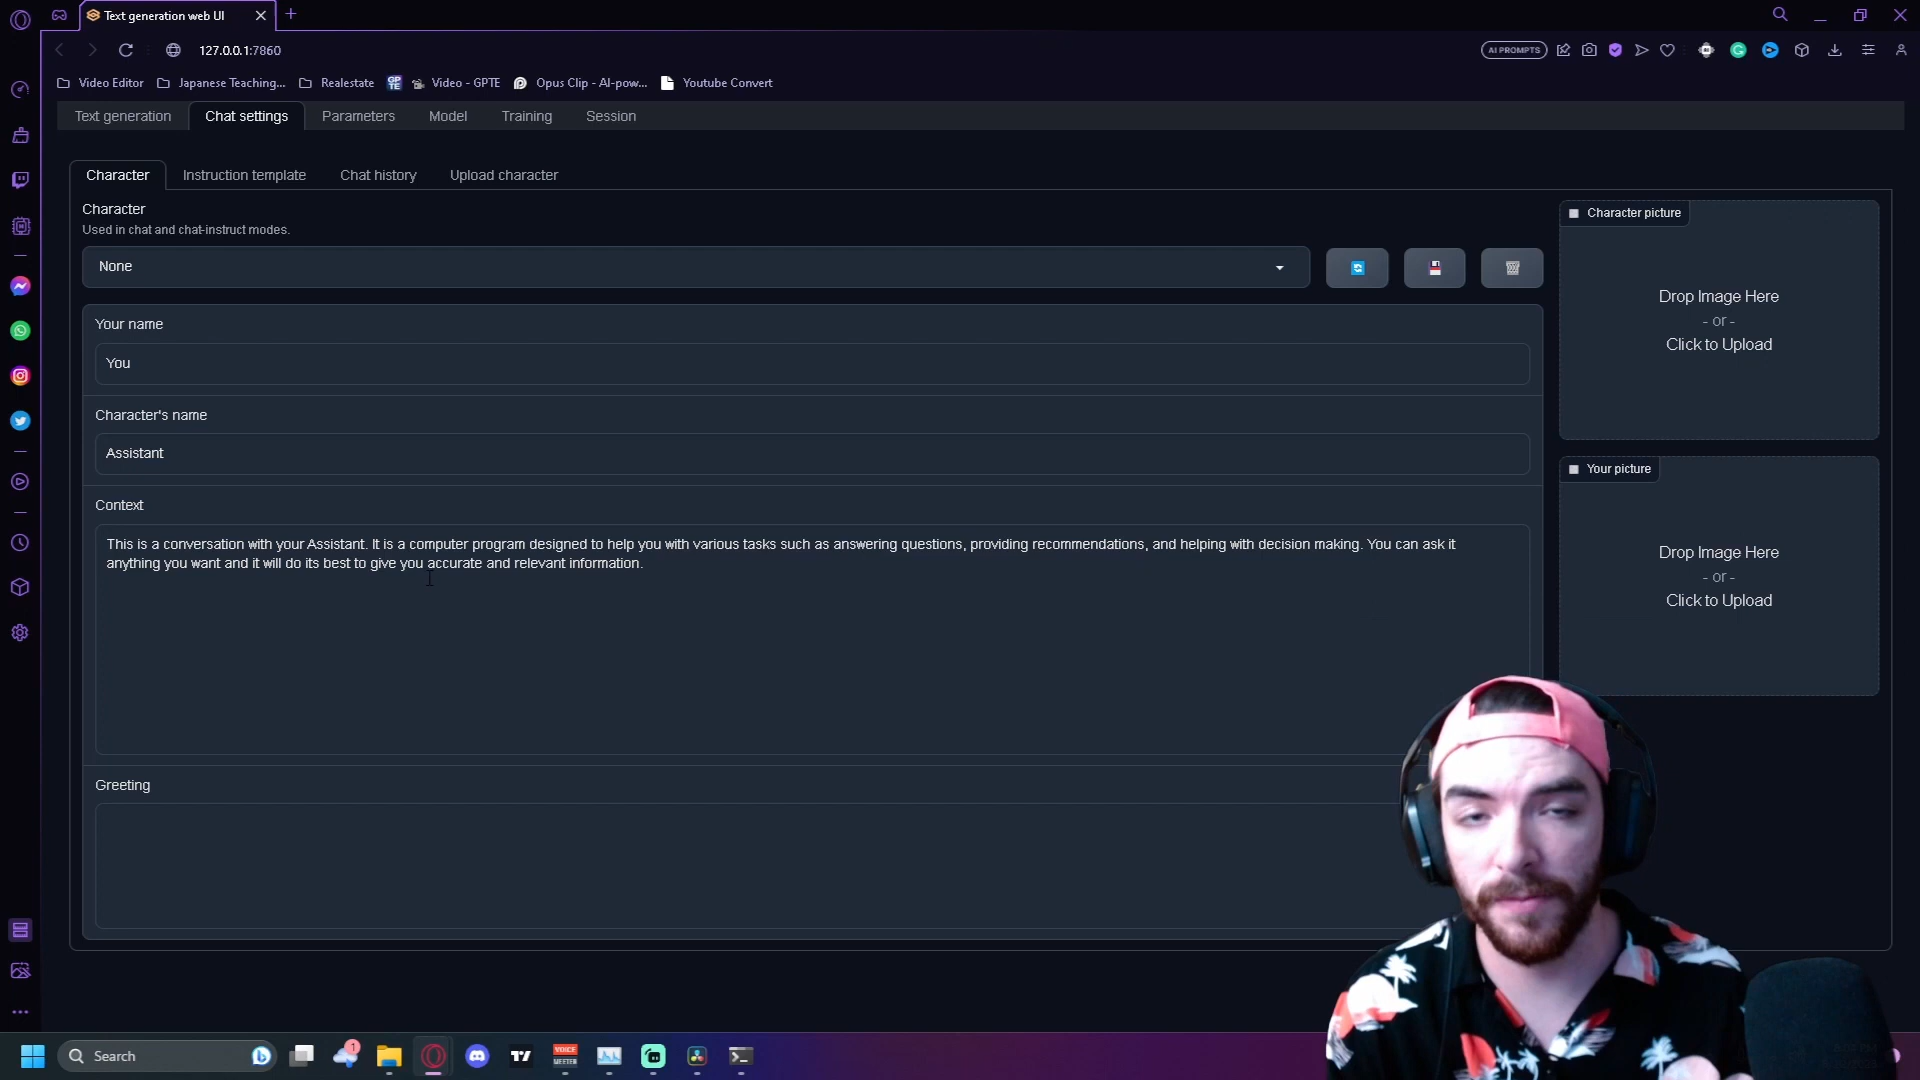 Text generation web UI
127.0.0.1:7860
AI PROMPTS
Video Editor
Japanese Teaching...
Realestate
GP
TE
Video - GPTE
Opus Clip - AI-pow...
Youtube Convert
Text generation
Chat settings
Parameters
Model
Training
Session
Character
Instruction template
Chat history
Upload character
Character
Used in chat and chat-instruct modes.
None
Character picture
Drop Image Here
- or -
Click to Upload
Your name
You
Character's name
Assistant
Your picture
Drop Image Here
- or -
Click to Upload
Context
This is a conversation with your Assistant. It is a computer program designed to help you with various tasks such as answering questions, providing recommendations, and helping with decision making. You can ask it
anything you want and it will do its best to give you accurate and relevant information.
Greeting
Search
1
VOICE
MEETER